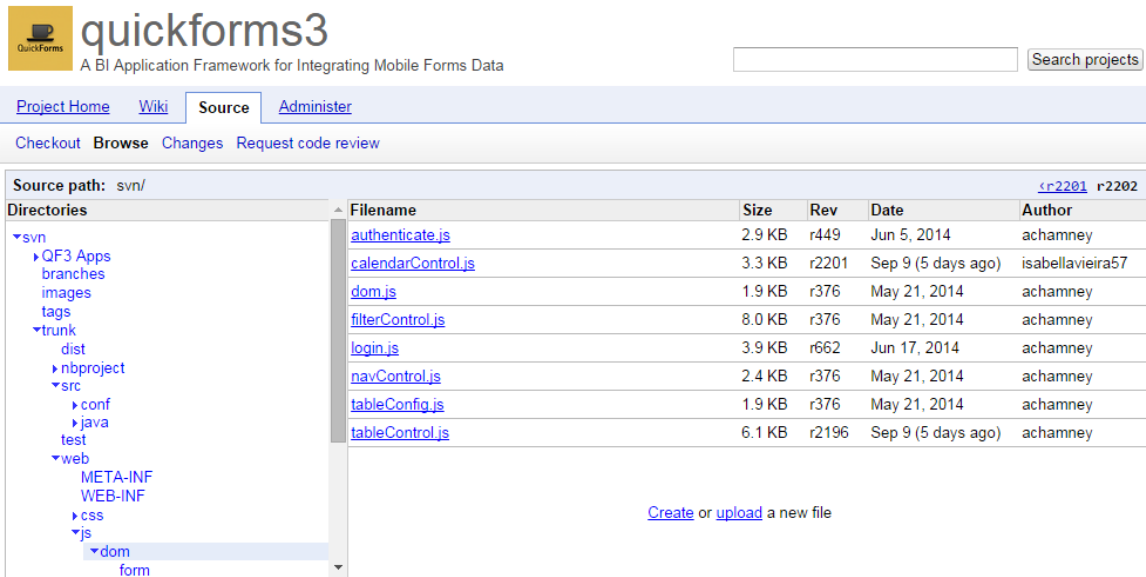 QuickForms
quickforms3
A BI Application Framework for Integrating Mobile Forms Data
Search projects
Project Home Wiki Source Administer
Checkout Browse Changes Request code review
Source path: svn/ ‹r2201 r2202
Directories
svn
QF3 Apps
branches
images
tags
trunk
dist
nbproject
src
conf
java
test
web
META-INF
WEB-INF
css
js
dom
form
Filename Size Rev Date Author
authenticate.js 2.9 KB r449 Jun 5, 2014 achamney
calendarControl.js 3.3 KB r2201 Sep 9 (5 days ago) isabellavieira57
dom.js 1.9 KB r376 May 21, 2014 achamney
filterControl.js 8.0 KB r376 May 21, 2014 achamney
login.js 3.9 KB r662 Jun 17, 2014 achamney
navControl.js 2.4 KB r376 May 21, 2014 achamney
tableConfig.js 1.9 KB r376 May 21, 2014 achamney
tableControl.js 6.1 KB r2196 Sep 9 (5 days ago) achamney
Create or upload a new file